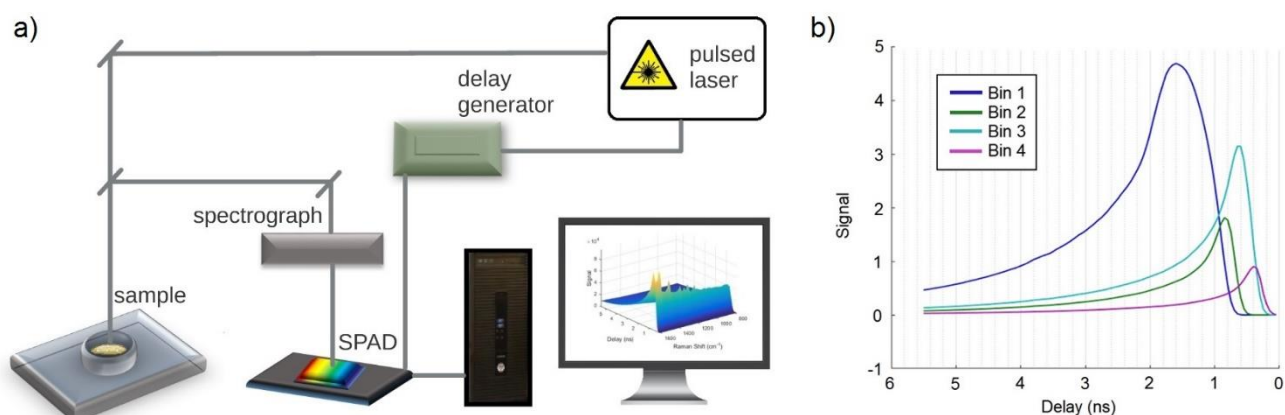 a)
pulsed
laser
delay
generator
spectrograph
sample
SPAD
Signal
Delay (ns)
Raman Shift (cm⁻¹)
b)
5
4
3
2
1
0
-1
Signal
Bin 1
Bin 2
Bin 3
Bin 4
6 5 4 3 2 1 0
Delay (ns)